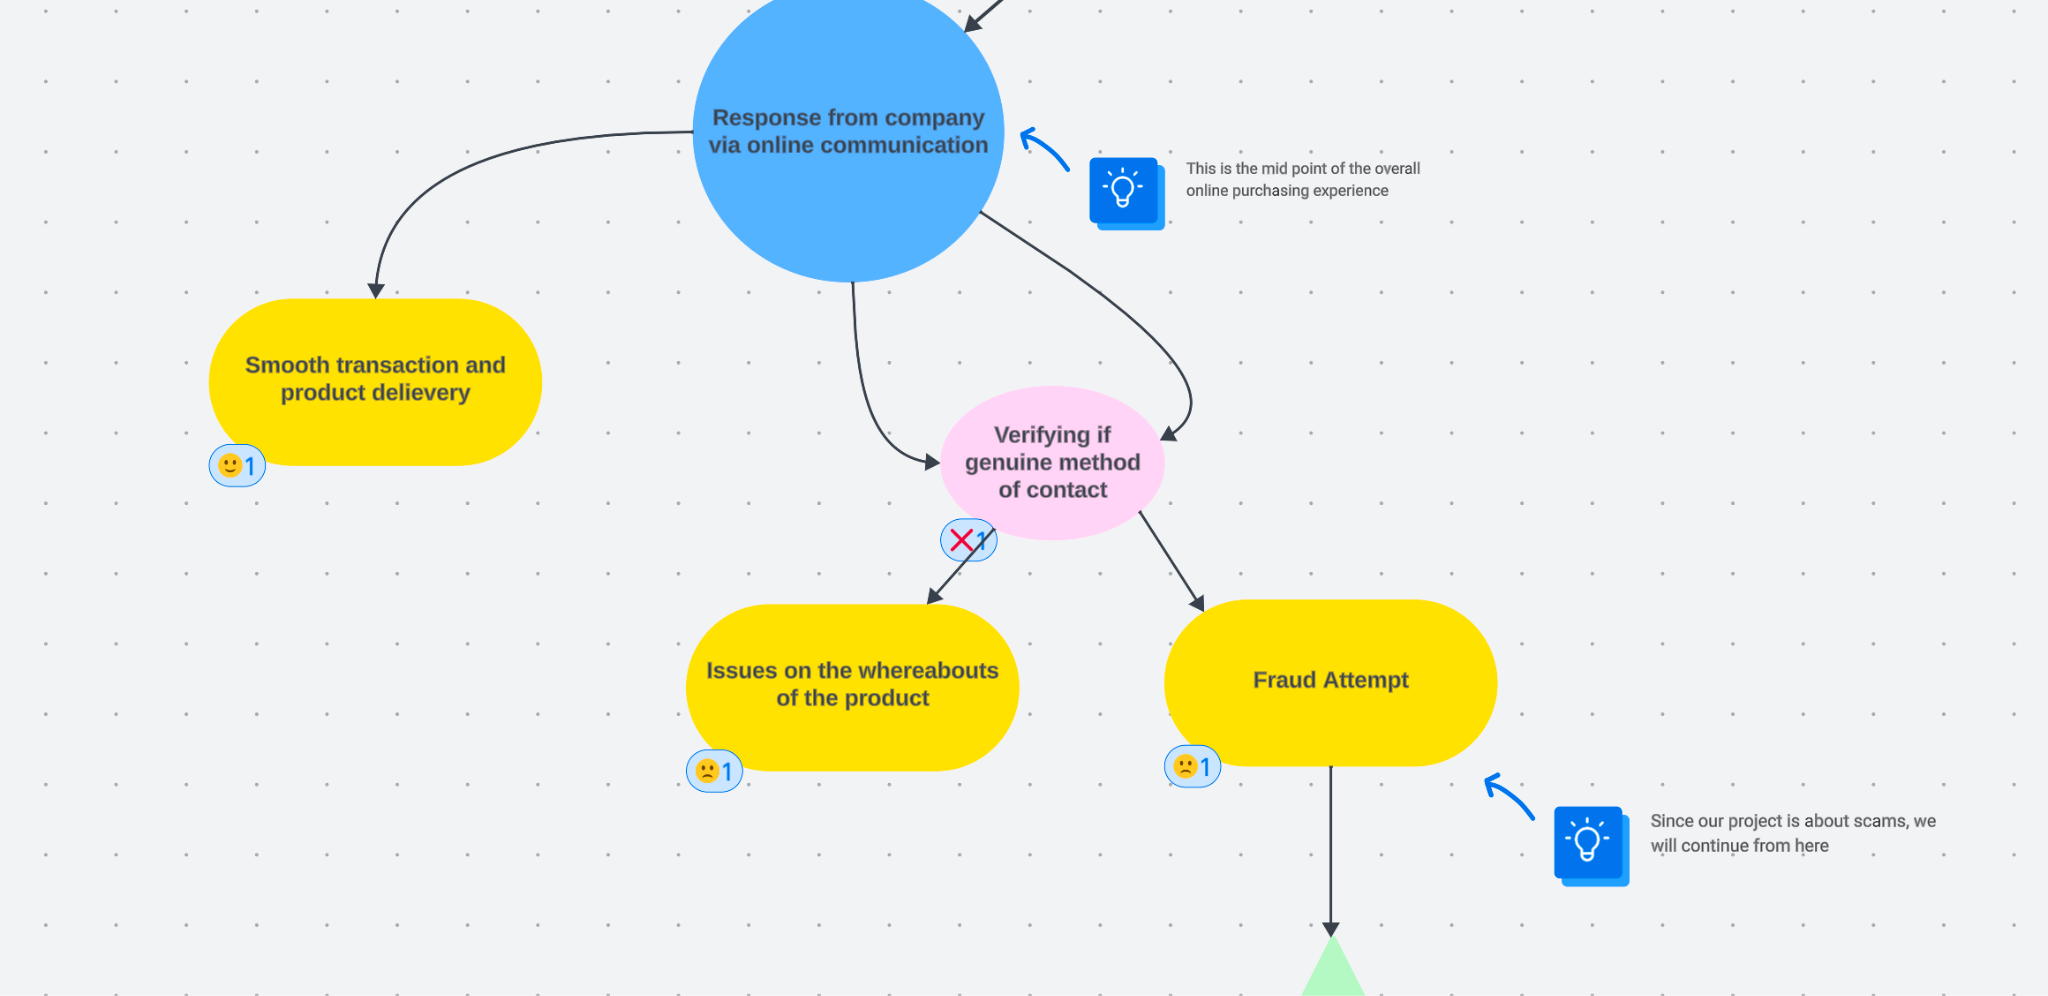 Response from company
via online communication
This is the mid point of the overall
online purchasing experience
Smooth transaction and
product delievery
1
Verifying if
genuine method
of contact
1
Issues on the whereabouts
of the product
1
Fraud Attempt
1
Since our project is about scams, we
will continue from here